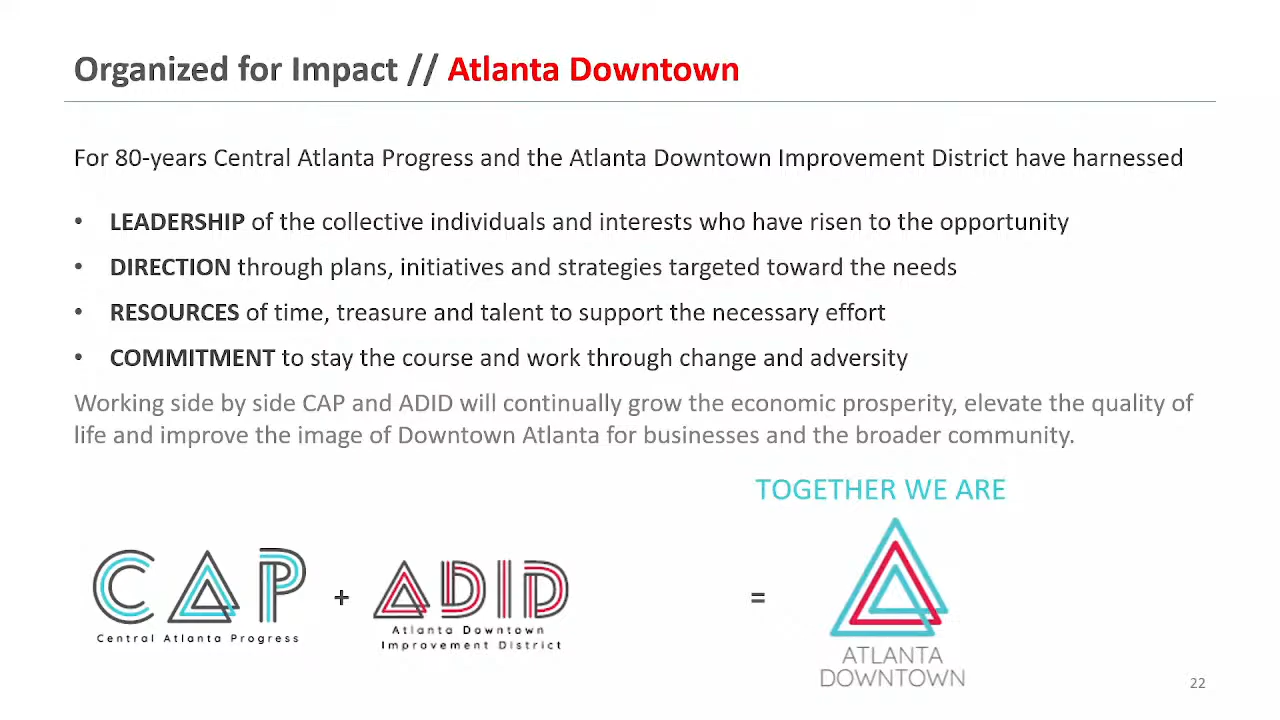 Organized for Impact // Atlanta Downtown
For 80-years Central Atlanta Progress and the Atlanta Downtown Improvement District have harnessed
• LEADERSHIP of the collective individuals and interests who have risen to the opportunity
• DIRECTION through plans, initiatives and strategies targeted toward the needs
• RESOURCES of time, treasure and talent to support the necessary effort
• COMMITMENT to stay the course and work through change and adversity
Working side by side CAP and ADID will continually grow the economic prosperity, elevate the quality of
life and improve the image of Downtown Atlanta for businesses and the broader community.
TOGETHER WE ARE
CAP
Central Atlanta Progress
+
ADID
Atlanta Downtown
Improvement District
=
ATLANTA
DOWNTOWN
22